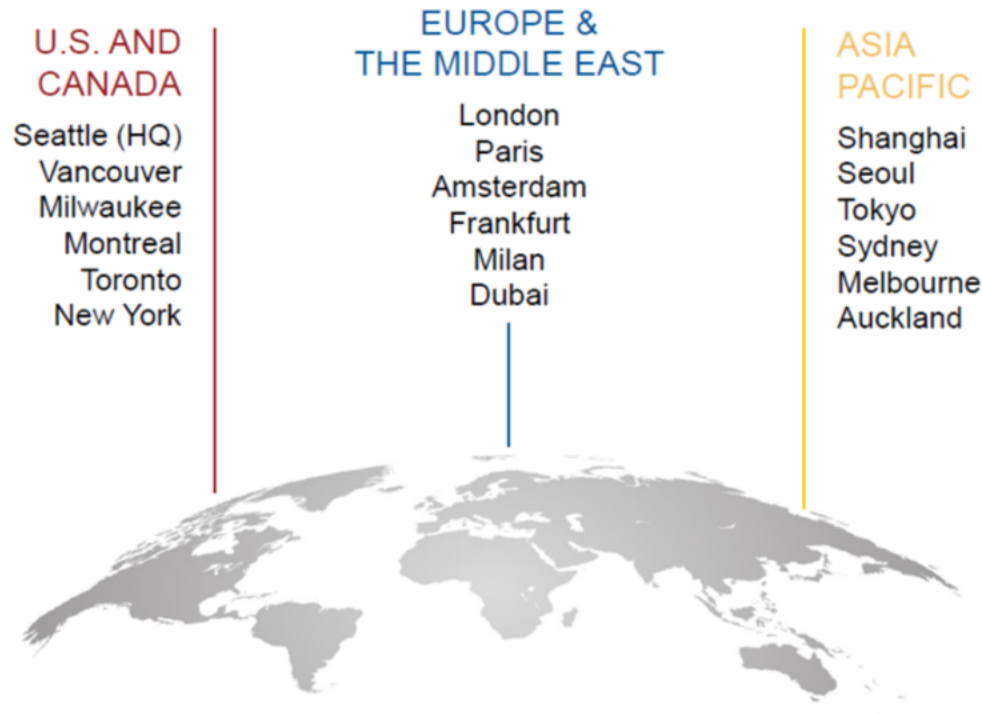 U.S. AND
CANADA
Seattle (HQ)
Vancouver
Milwaukee
Montreal
Toronto
New York
EUROPE &
THE MIDDLE EAST
London
Paris
Amsterdam
Frankfurt
Milan
Dubai
ASIA
PACIFIC
Shanghai
Seoul
Tokyo
Sydney
Melbourne
Auckland